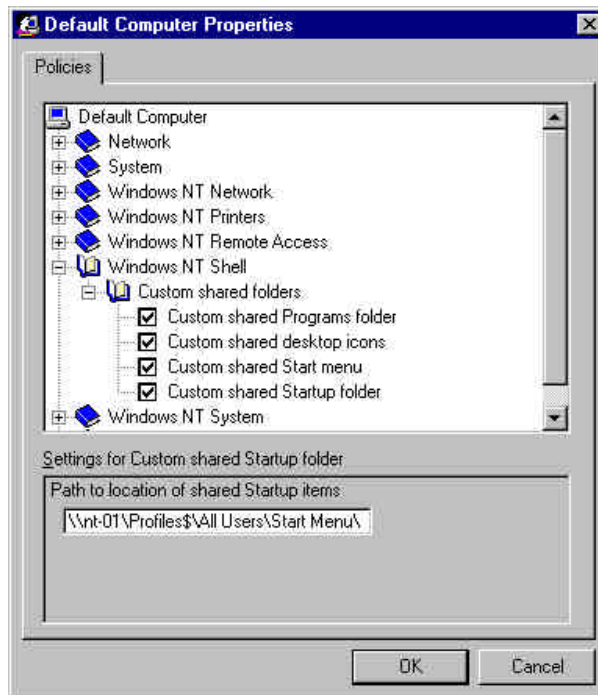 Default Computer Properties
Policies
Default Computer
Network
System
Windows NT Network
Windows NT Printers
Windows NT Remote Access
Windows NT Shell
Custom shared folders
Custom shared Programs folder
Custom shared desktop icons
Custom shared Start menu
Custom shared Startup folder
Windows NT System
Settings for Custom shared Startup folder
Path to location of shared Startup items
\\nt-01\Profiles$\All Users\Start Menu\
OK Cancel